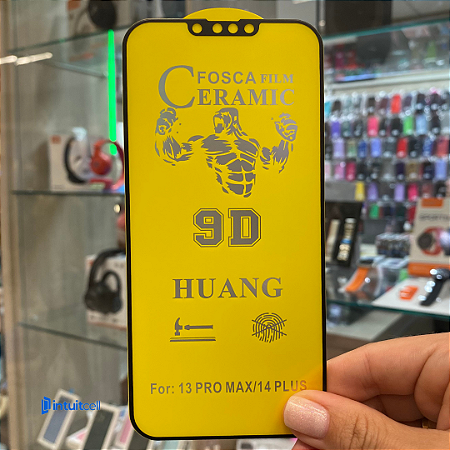 FOSCA FILM
CERAMIC
9D
HUANG
For: 13 PRO MAX/14 PLUS
intuitcel